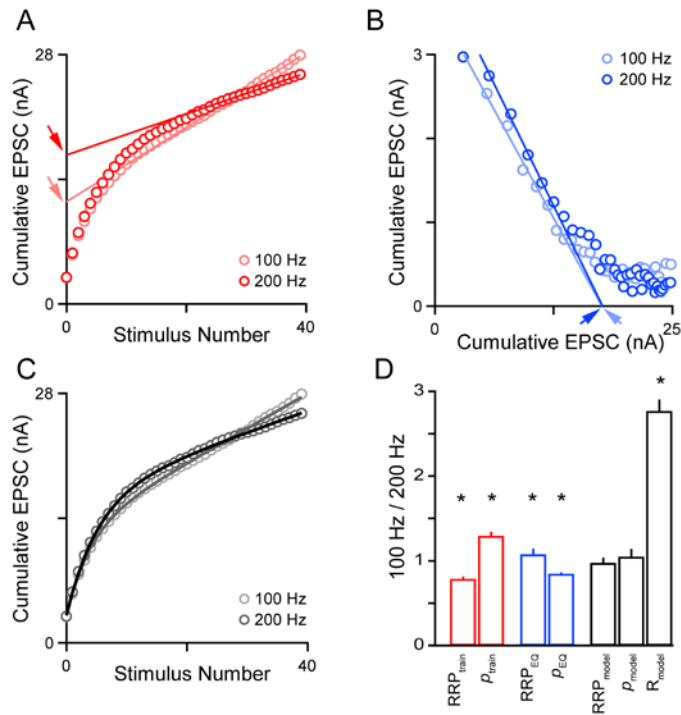 A
28
Cumulative EPSC (nA)
100 Hz
200 Hz
0
0
Stimulus Number
40
B
3
Cumulative EPSC (nA)
100 Hz
200 Hz
0
0
Cumulative EPSC (nA)
25
C
28
Cumulative EPSC (nA)
100 Hz
200 Hz
0
0
Stimulus Number
40
D
3
2
1
0
100 Hz / 200 Hz
* * * * *
RRPtrain
ptrain
RRPEQ
pEQ
RRPmodel
pmodel
Rmodel